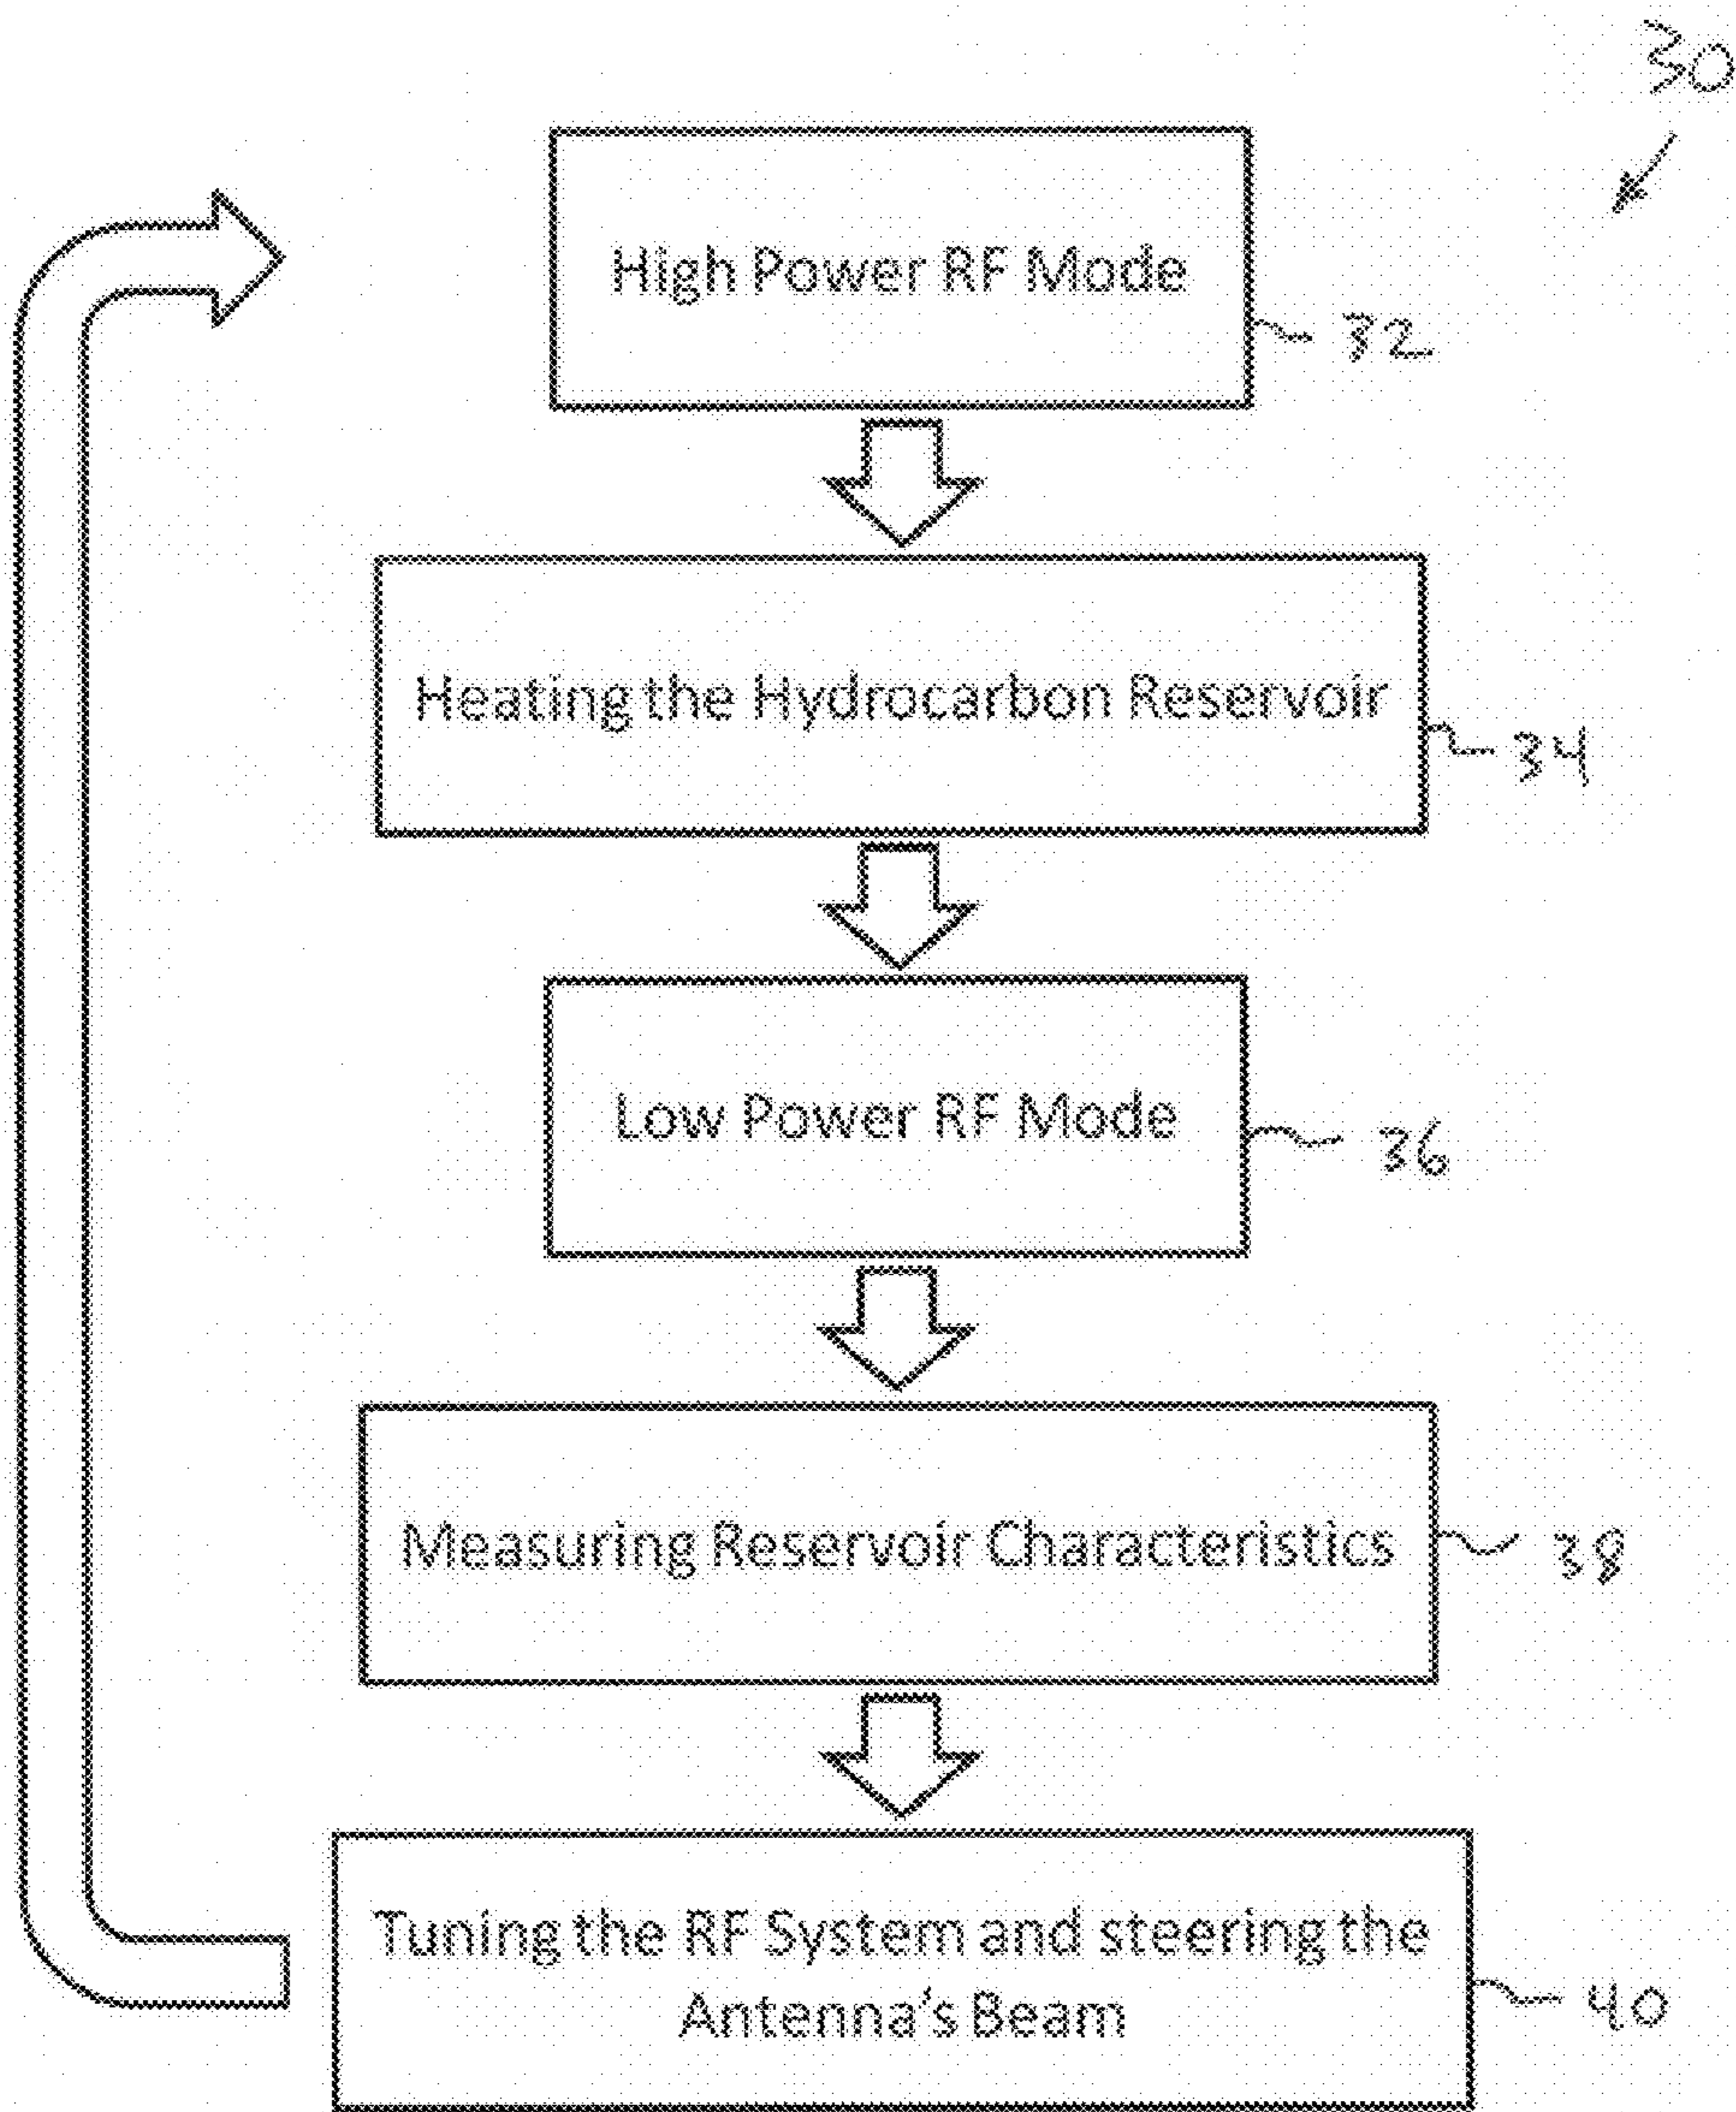 30
High Power RF Mode
32
Heating the Hydrocarbon Reservoir
34
Low Power RF Mode
36
Measuring Reservoir Characteristics
38
Tuning the RF System and steering the
Antenna's Beam
40